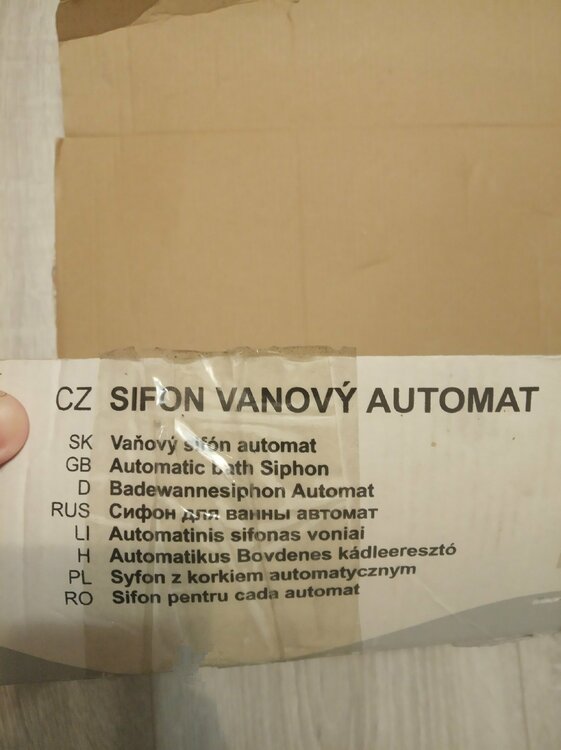 CZ SIFON VANOVÝ AUTOMAT
SK Vaňový sifón automat
GB Automatic bath Siphon
D Badewannesiphon Automat
RUS Сифон для ванны автомат
LI Automatinis sifonas voniai
H Automatikus Bovdenes kádleeresztó
PL Syfon z korkiem automatycznym
RO Sifon pentru cada automat